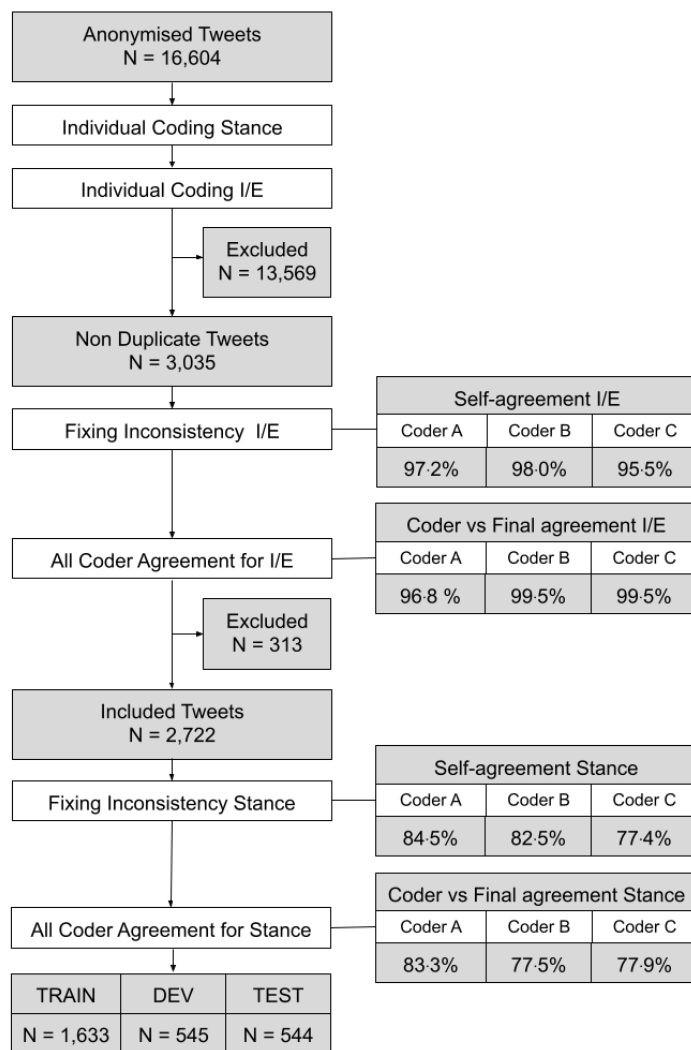 Anonymised Tweets
N = 16,604
Individual Coding Stance
Individual Coding I/E
Excluded
N = 13,569
Non Duplicate Tweets
N = 3,035
Fixing Inconsistency I/E
Self-agreement I/E
Coder A Coder B Coder C
97·2% 98·0% 95·5%
All Coder Agreement for I/E
Coder vs Final agreement I/E
Coder A Coder B Coder C
96·8 % 99·5% 99·5%
Excluded
N = 313
Included Tweets
N = 2,722
Fixing Inconsistency Stance
Self-agreement Stance
Coder A Coder B Coder C
84·5% 82·5% 77·4%
All Coder Agreement for Stance
Coder vs Final agreement Stance
Coder A Coder B Coder C
83·3% 77·5% 77·9%
TRAIN DEV TEST
N = 1,633 N = 545 N = 544